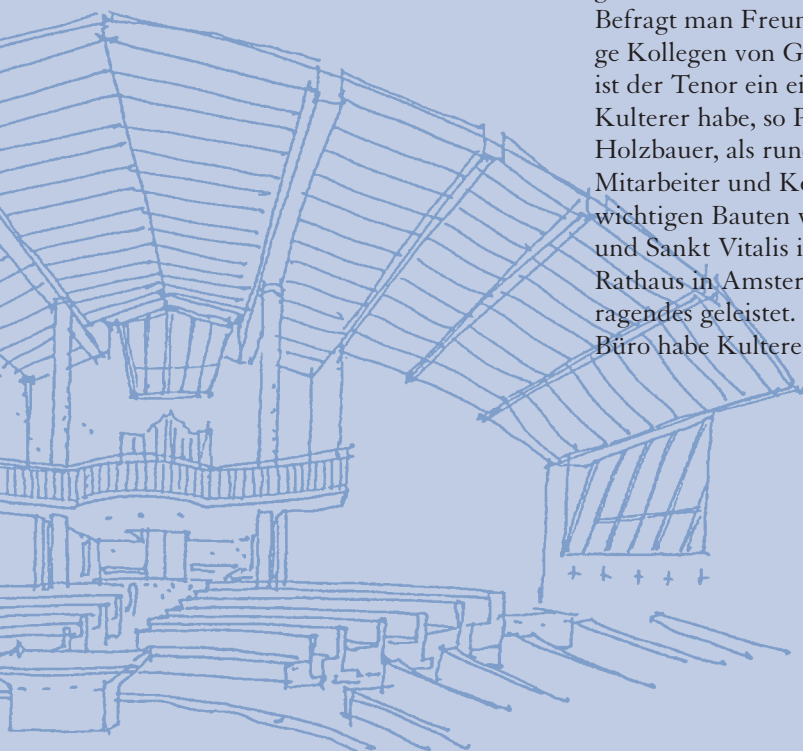 Befragt man Freun
ge Kollegen von G
ist der Tenor ein ei
Kulterer habe, so P
Holzbauer, als run
Mitarbeiter und K
wichtigen Bauten
und Sankt Vitalis i
Rathaus in Amster
ragendes geleistet.
Büro habe Kultere